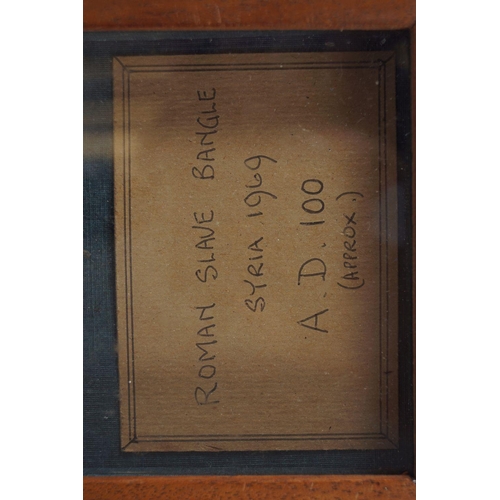 ROMAN SLAVE BANGLE
SYRIA 1969
A.D. 100
(APPROX.)